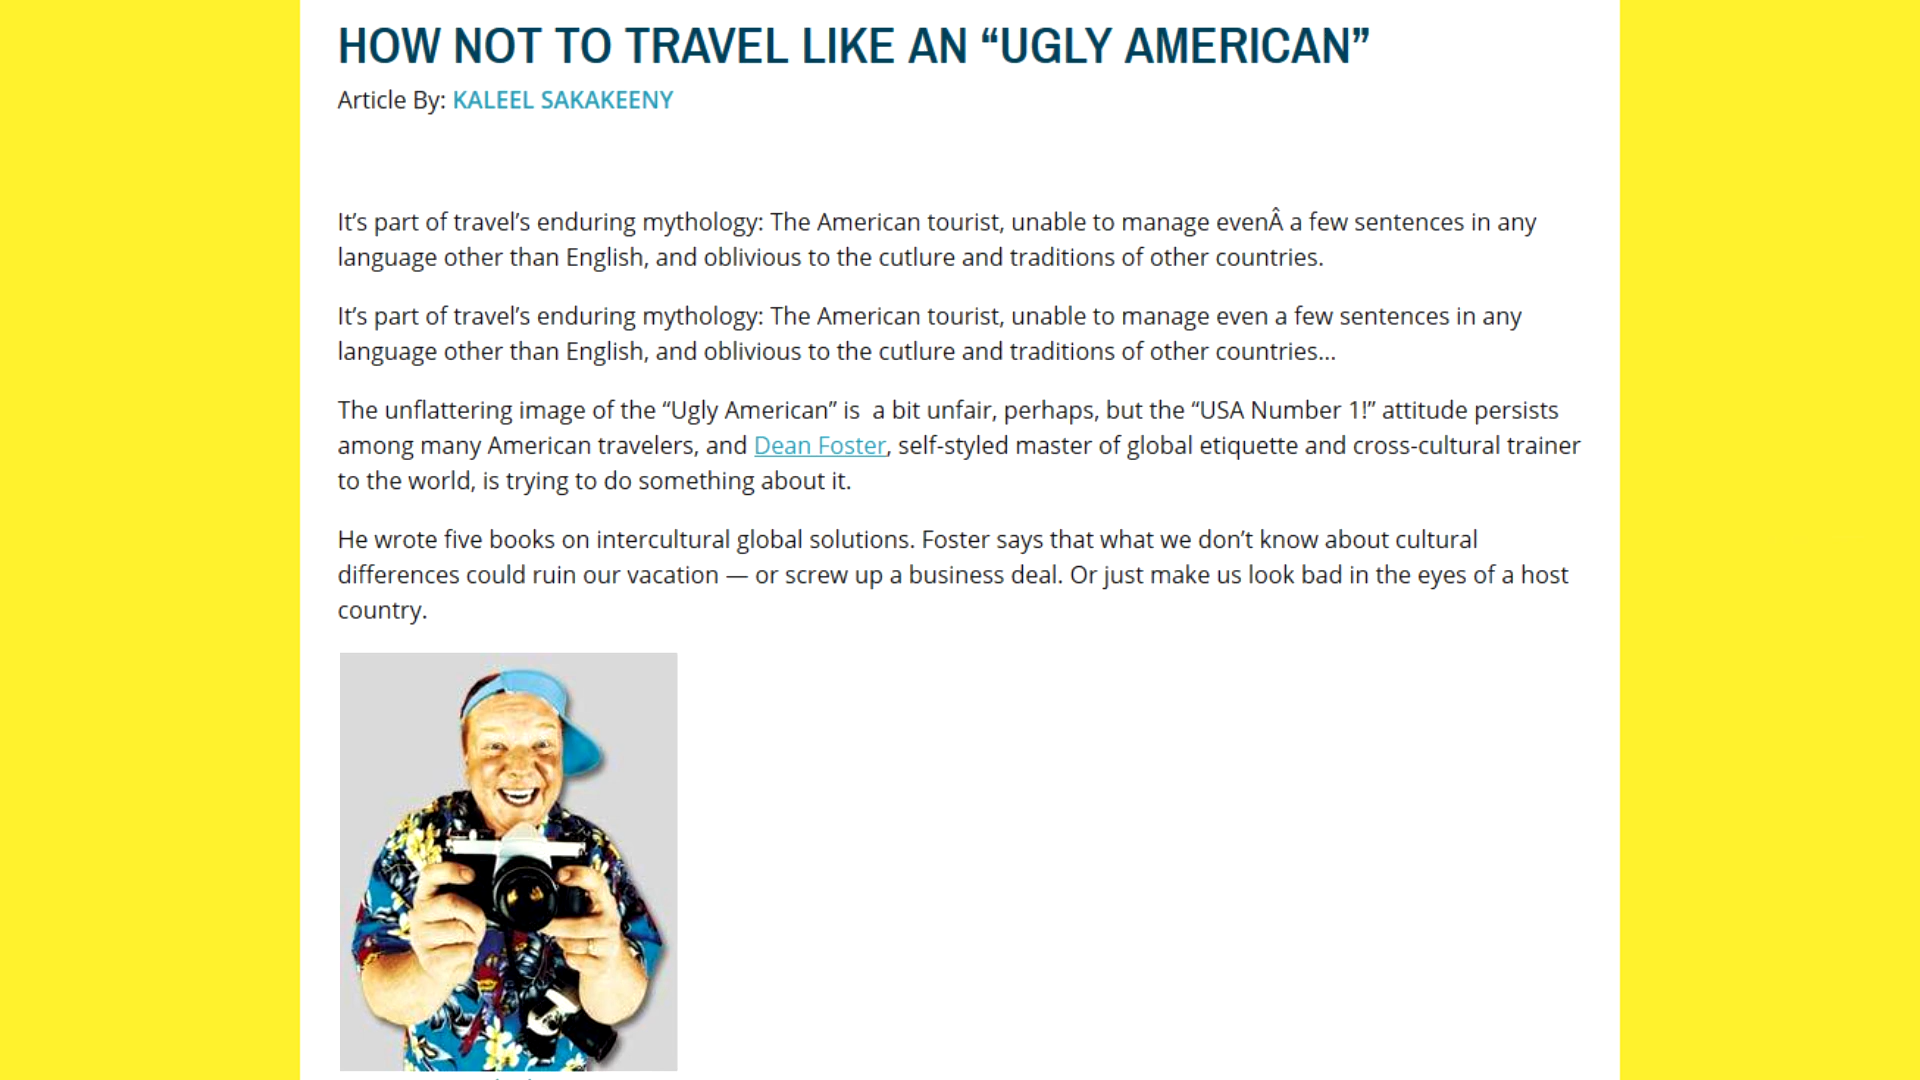 HOW NOT TO TRAVEL LIKE AN “UGLY AMERICAN”
Article By: KALEEL SAKAKEENY
It’s part of travel’s enduring mythology: The American tourist, unable to manage evenÂ a few sentences in any
language other than English, and oblivious to the cutlure and traditions of other countries.
It’s part of travel’s enduring mythology: The American tourist, unable to manage even a few sentences in any
language other than English, and oblivious to the cutlure and traditions of other countries...
The unflattering image of the “Ugly American” is  a bit unfair, perhaps, but the “USA Number 1!” attitude persists
among many American travelers, and Dean Foster, self-styled master of global etiquette and cross-cultural trainer
to the world, is trying to do something about it.
He wrote five books on intercultural global solutions. Foster says that what we don’t know about cultural
differences could ruin our vacation — or screw up a business deal. Or just make us look bad in the eyes of a host
country.